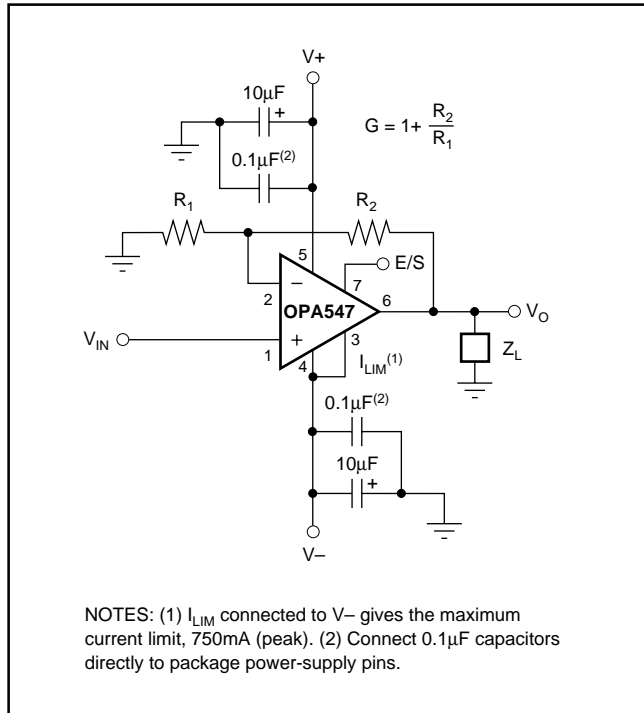 V+
10µF
+
G = 1+ R2
R1
0.1µF(2)
R1
R2
5
E/S
7
2
–
OPA547
6
VO
VIN
+
1
4
3
ILIM(1)
ZL
0.1µF(2)
10µF
+
V–
NOTES: (1) ILIM connected to V– gives the maximum
current limit, 750mA (peak). (2) Connect 0.1µF capacitors
directly to package power-supply pins.